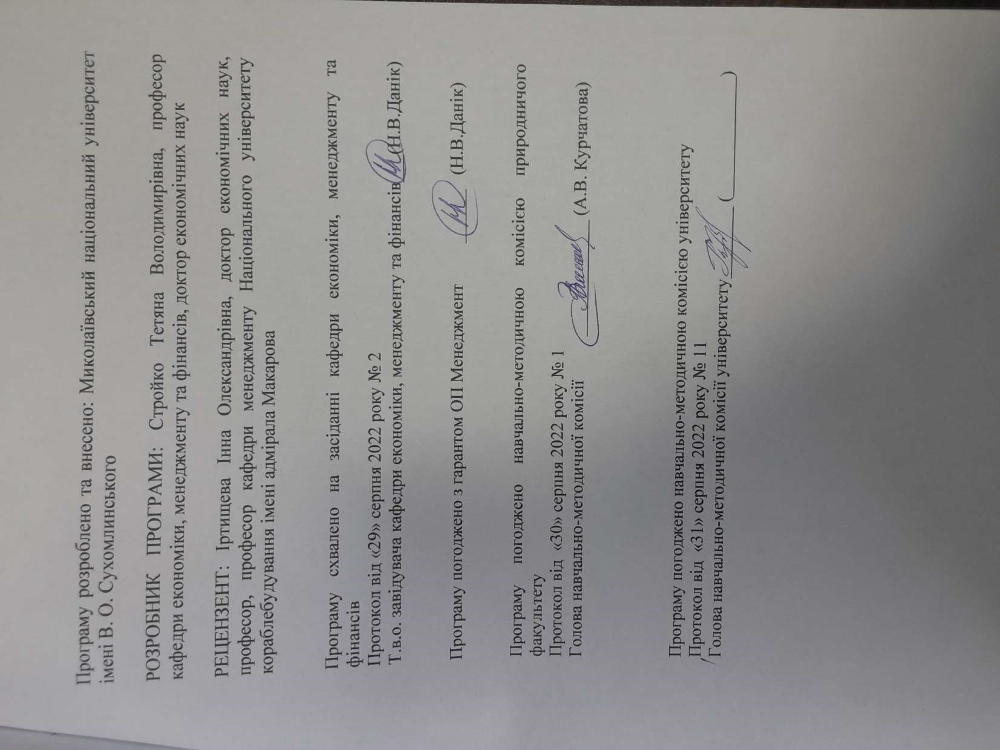 Програму розроблено та внесено: Миколаївський національний університет
імені В. О. Сухомлинського
РОЗРОБНИК ПРОГРАМИ: Стройко Тетяна Володимирівна, професор
кафедри економіки, менеджменту та фінансів, доктор економічних наук
РЕЦЕНЗЕНТ: Іртищева Інна Олександрівна, доктор економічних наук,
професор, професор кафедри менеджменту Національного університету
кораблебудування імені адмірала Макарова
Програму схвалено на засіданні кафедри економіки, менеджменту та
фінансів
Протокол від «29» серпня 2022 року № 2
Т.в.о. завідувача кафедри економіки, менеджменту та фінансів (Н.В.Данік)
Програму погоджено з гарантом ОП Менеджмент (Н.В.Данік)
Програму погоджено навчально-методичною комісією природничого
факультету
Протокол від «30» серпня 2022 року № 1
Голова навчально-методичної комісії (А.В. Курчатова)
Програму погоджено навчально-методичною комісією університету
Протокол від «31» серпня 2022 року № 11
Голова навчально-методичної комісії університету (____________)